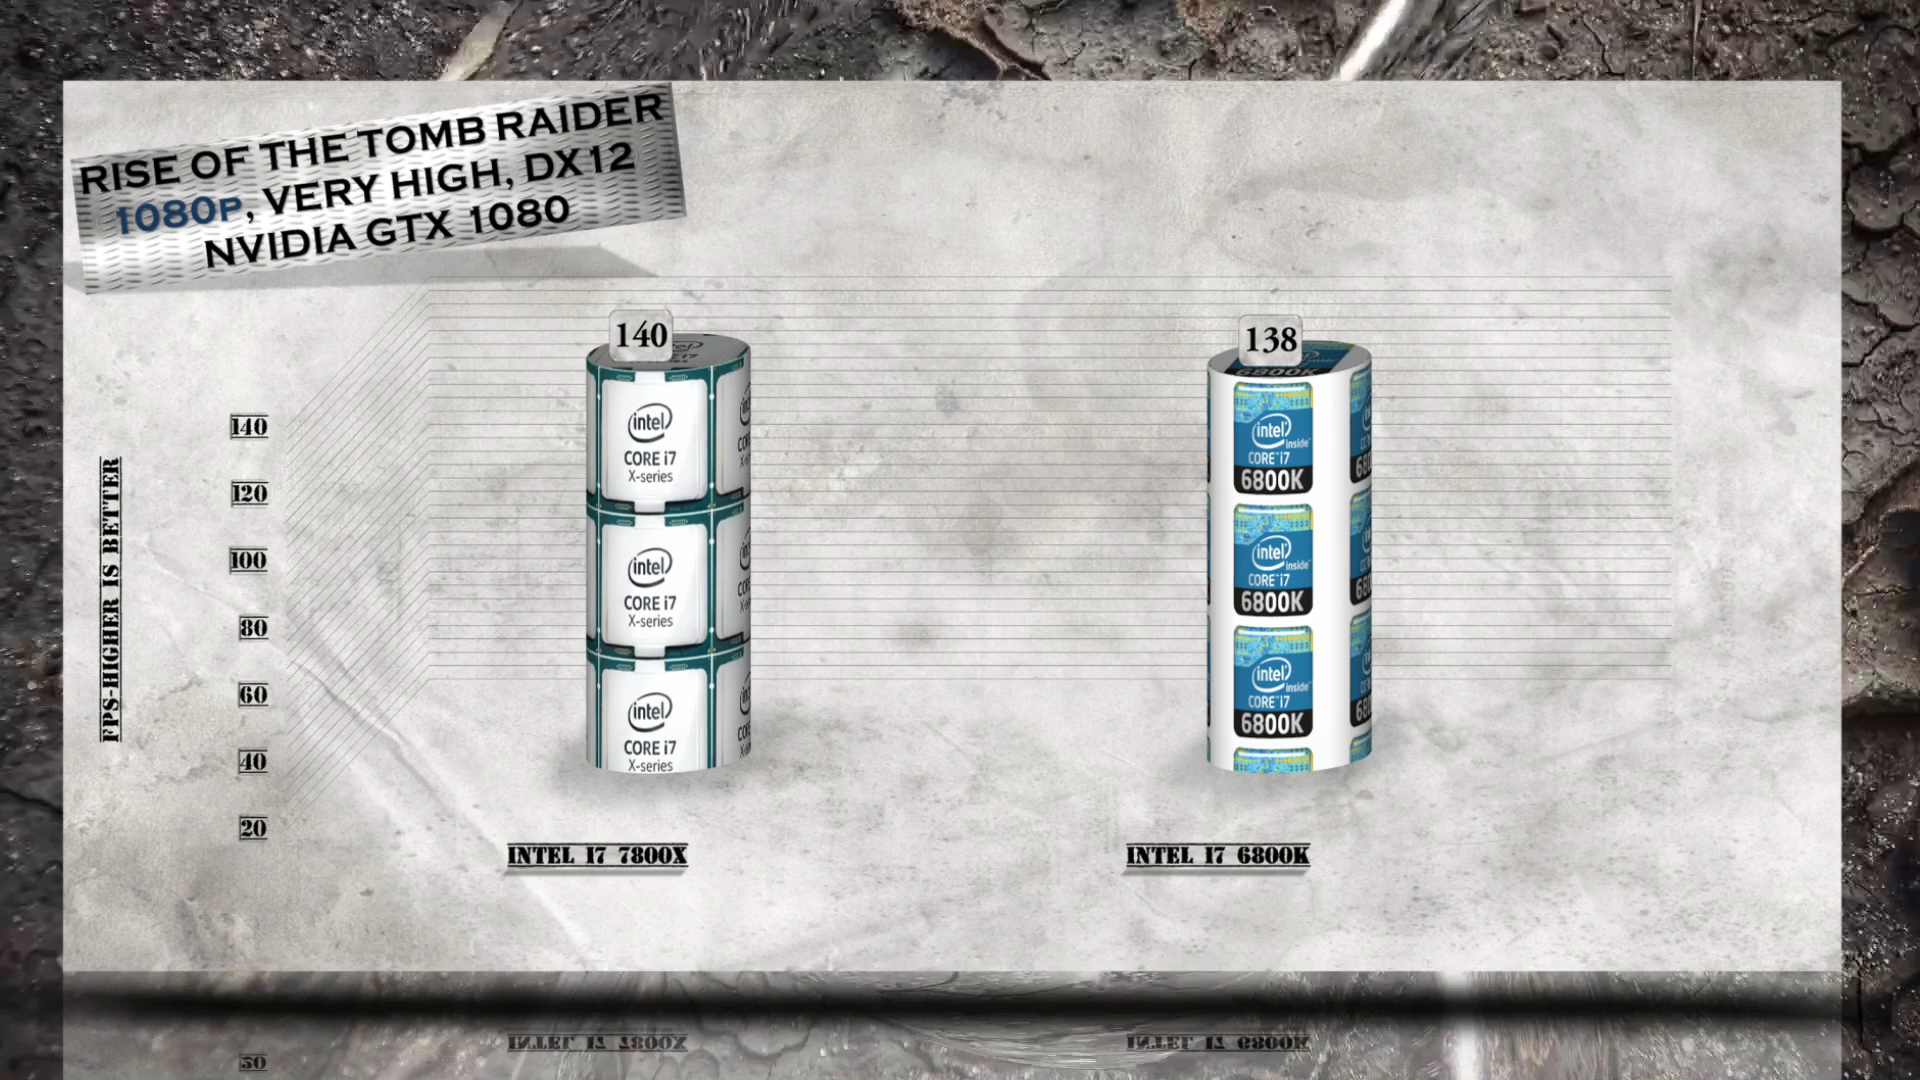 RISE OF THE TOMB RAIDER
1080P, VERY HIGH, DX12
NVIDIA GTX 1080
FPS-HIGHER IS BETTER
140
120
100
80
60
40
20
140
intel
CORE i7
X-series
intel
CORE i7
X-series
intel
CORE i7
X-series
138
6800K
intel inside
CORE i7
6800K
intel inside
CORE i7
6800K
intel inside
CORE i7
6800K
INTEL I7 7800X
INTEL I7 6800K